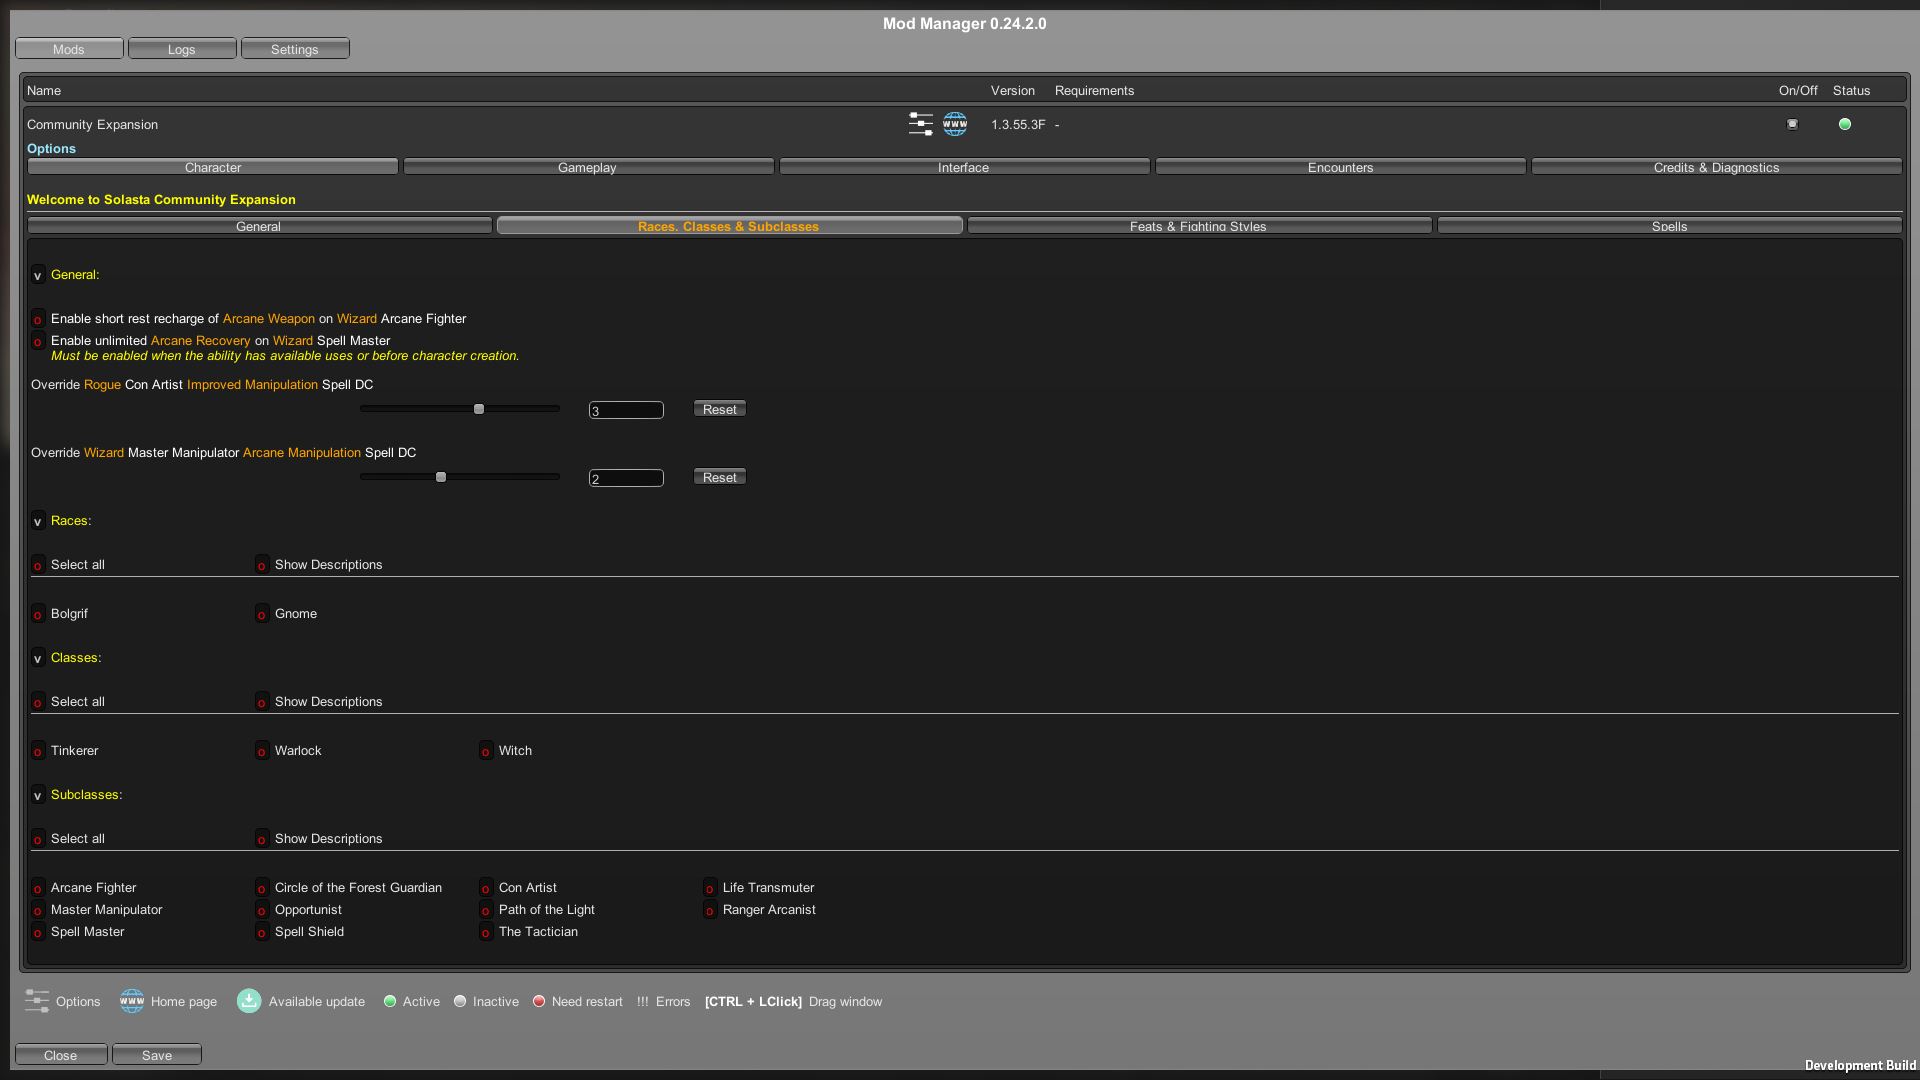 Mod Manager 0.24.2.0
Mods Logs Settings
Name Version Requirements On/Off Status
Community Expansion WWW 1.3.55.3F -
Options
Character Gameplay Interface Encounters Credits & Diagnostics
Welcome to Solasta Community Expansion
General Races, Classes & Subclasses Feats & Fighting Styles Spells
v General:
o Enable short rest recharge of Arcane Weapon on Wizard Arcane Fighter
o Enable unlimited Arcane Recovery on Wizard Spell Master
Must be enabled when the ability has available uses or before character creation.
Override Rogue Con Artist Improved Manipulation Spell DC
3 Reset
Override Wizard Master Manipulator Arcane Manipulation Spell DC
2 Reset
v Races:
o Select all o Show Descriptions
o Bolgrif o Gnome
v Classes:
o Select all o Show Descriptions
o Tinkerer o Warlock o Witch
v Subclasses:
o Select all o Show Descriptions
o Arcane Fighter o Circle of the Forest Guardian o Con Artist o Life Transmuter
o Master Manipulator o Opportunist o Path of the Light o Ranger Arcanist
o Spell Master o Spell Shield o The Tactician
Options WWW Home page Available update Active Inactive Need restart !!! Errors [CTRL + LClick] Drag window
Close Save
Development Build